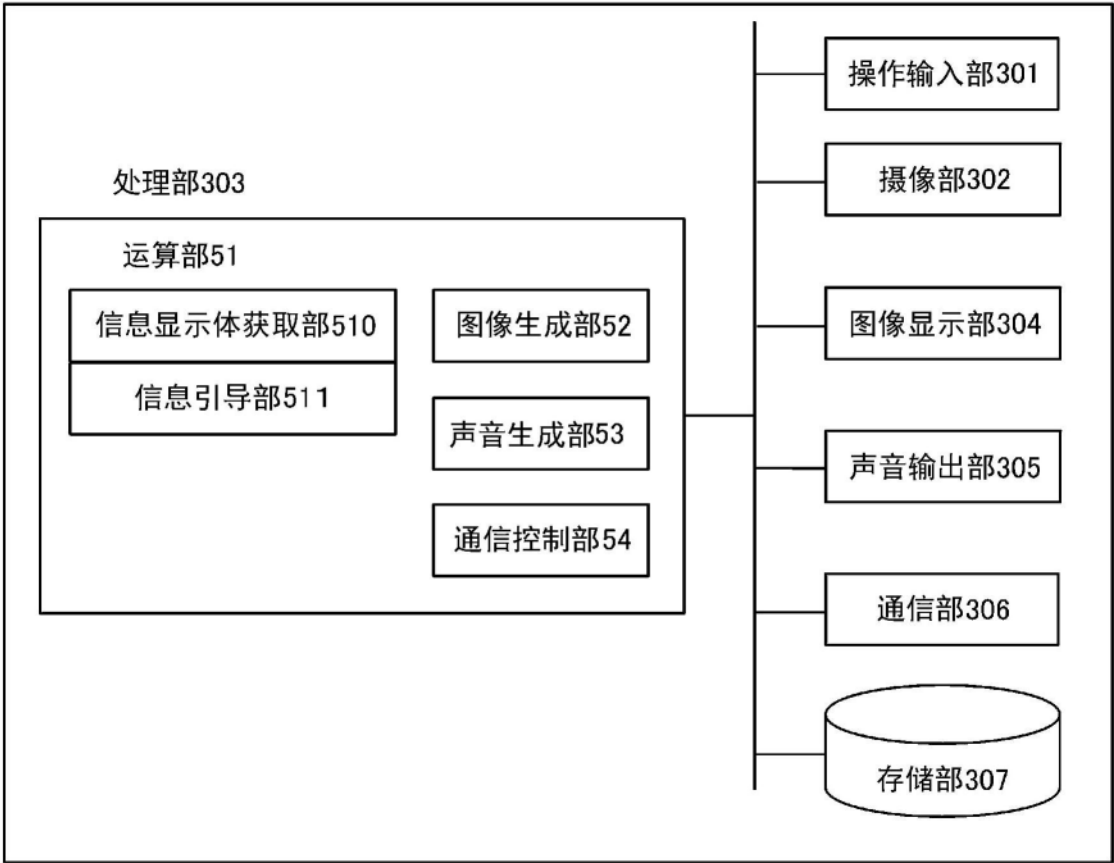 处理部303
运算部51
信息显示体获取部510
信息引导部511
图像生成部52
声音生成部53
通信控制部54
操作输入部301
摄像部302
图像显示部304
声音输出部305
通信部306
存储部307